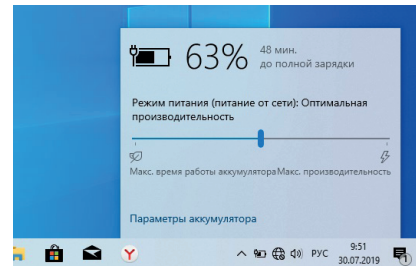 63%
48 мин.
до полной зарядки
Режим питания (питание от сети): Оптимальная
производительность
Макс. время работы аккумулятора Макс. производительность
Параметры аккумулятора
Y
РУС
9:51
30.07.2019
1